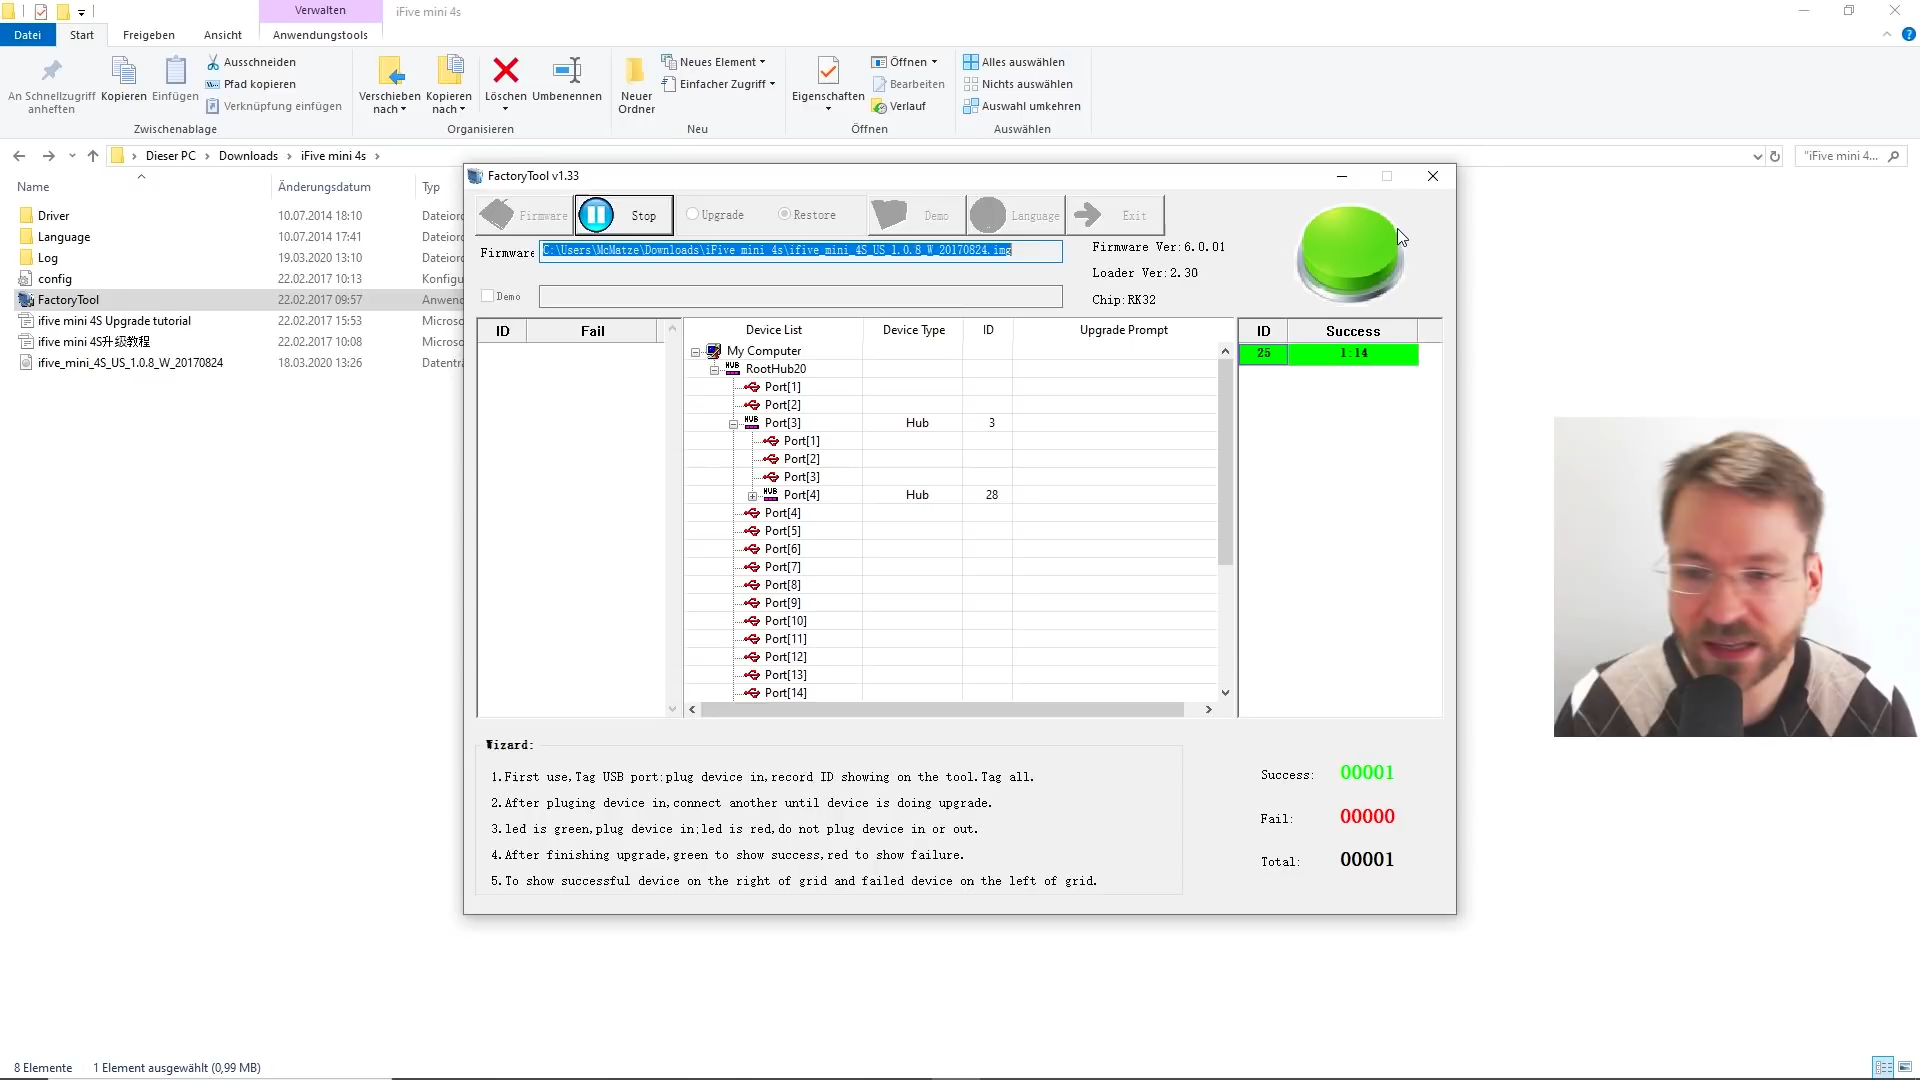 Verwalten
iFive mini 4s
Datei
Start
Freigeben
Ansicht
Anwendungstools
An Schnellzugriff
anheften
Kopieren
Einfügen
Ausschneiden
Pfad kopieren
Verknüpfung einfügen
Zwischenablage
Verschieben
nach
Kopieren
nach
Löschen
Umbenennen
Organisieren
Neuer
Ordner
Neues Element
Einfacher Zugriff
Neu
Eigenschaften
Öffnen
Bearbeiten
Verlauf
Öffnen
Alles auswählen
Nichts auswählen
Auswahl umkehren
Auswählen
Dieser PC > Downloads > iFive mini 4s >
"iFive mini 4...
Name Änderungsdatum Typ
Driver 10.07.2014 18:10 Dateiord
Language 10.07.2014 17:41 Dateiord
Log 19.03.2020 13:10 Dateiord
config 22.02.2017 10:13 Konfigu
FactoryTool 22.02.2017 09:57 Anwend
ifive mini 4S Upgrade tutorial 22.02.2017 15:53 Microso
ifive mini 4S升级教程 22.02.2017 10:08 Microso
ifive_mini_4S_US_1.0.8_W_20170824 18.03.2020 13:26 Datenträ
FactoryTool v1.33
Firmware
Stop
Upgrade
Restore
Demo
Language
Exit
Firmware C:\Users\McMatze\Downloads\iFive mini 4s\ifive_mini_4S_US_1.0.8_W_20170824.img
Demo
Firmware Ver:6.0.01
Loader Ver:2.30
Chip:RK32
ID Fail
Device List Device Type ID Upgrade Prompt
My Computer
RootHub20
Port[1]
Port[2]
HUB Port[3] Hub 3
Port[1]
Port[2]
Port[3]
HUB Port[4] Hub 28
Port[4]
Port[5]
Port[6]
Port[7]
Port[8]
Port[9]
Port[10]
Port[11]
Port[12]
Port[13]
Port[14]
ID Success
25 1:14
Wizard:
1.First use,Tag USB port:plug device in,record ID showing on the tool.Tag all.
2.After pluging device in,connect another until device is doing upgrade.
3.led is green,plug device in;led is red,do not plug device in or out.
4.After finishing upgrade,green to show success,red to show failure.
5.To show successful device on the right of grid and failed device on the left of grid.
Success: 00001
Fail: 00000
Total: 00001
8 Elemente 1 Element ausgewählt (0,99 MB)